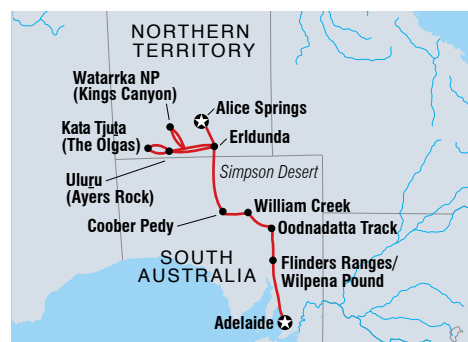 NORTHERN
TERRITORY
Watarrka NP
(Kings Canyon)
Alice Springs
Kata Tjuta
(The Olgas)
Erldunda
Simpson Desert
Uluru
(Ayers Rock)
William Creek
Coober Pedy
Oodnadatta Track
SOUTH
AUSTRALIA
Flinders Ranges/
Wilpena Pound
Adelaide